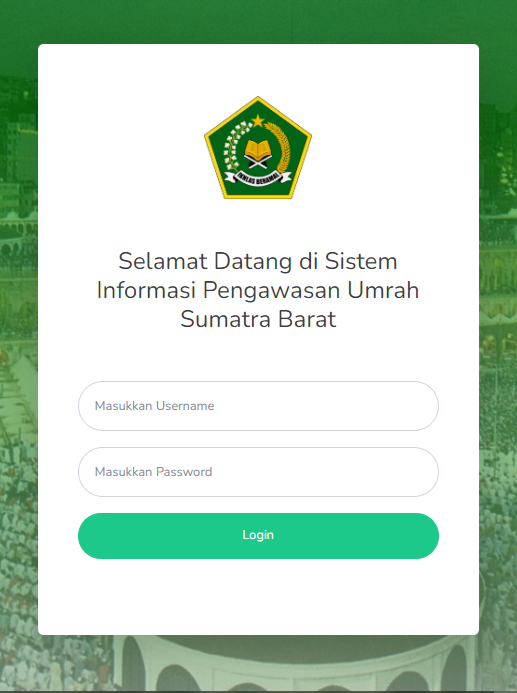 IKHLAS BERAMAL
Selamat Datang di Sistem
Informasi Pengawasan Umrah
Sumatra Barat
Masukkan Username
Masukkan Password
Login